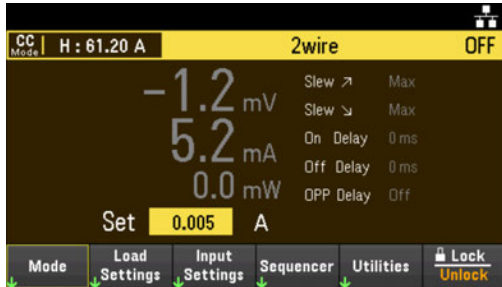 CC Mode H : 61.20 A 2wire OFF
−1.2 mV Slew ↗ Max
5.2 mA Slew ↘ Max
On Delay 0 ms
0.0 mW Off Delay 0 ms
OPP Delay Off
Set 0.005 A
Mode Load Settings Input Settings Sequencer Utilities Lock Unlock